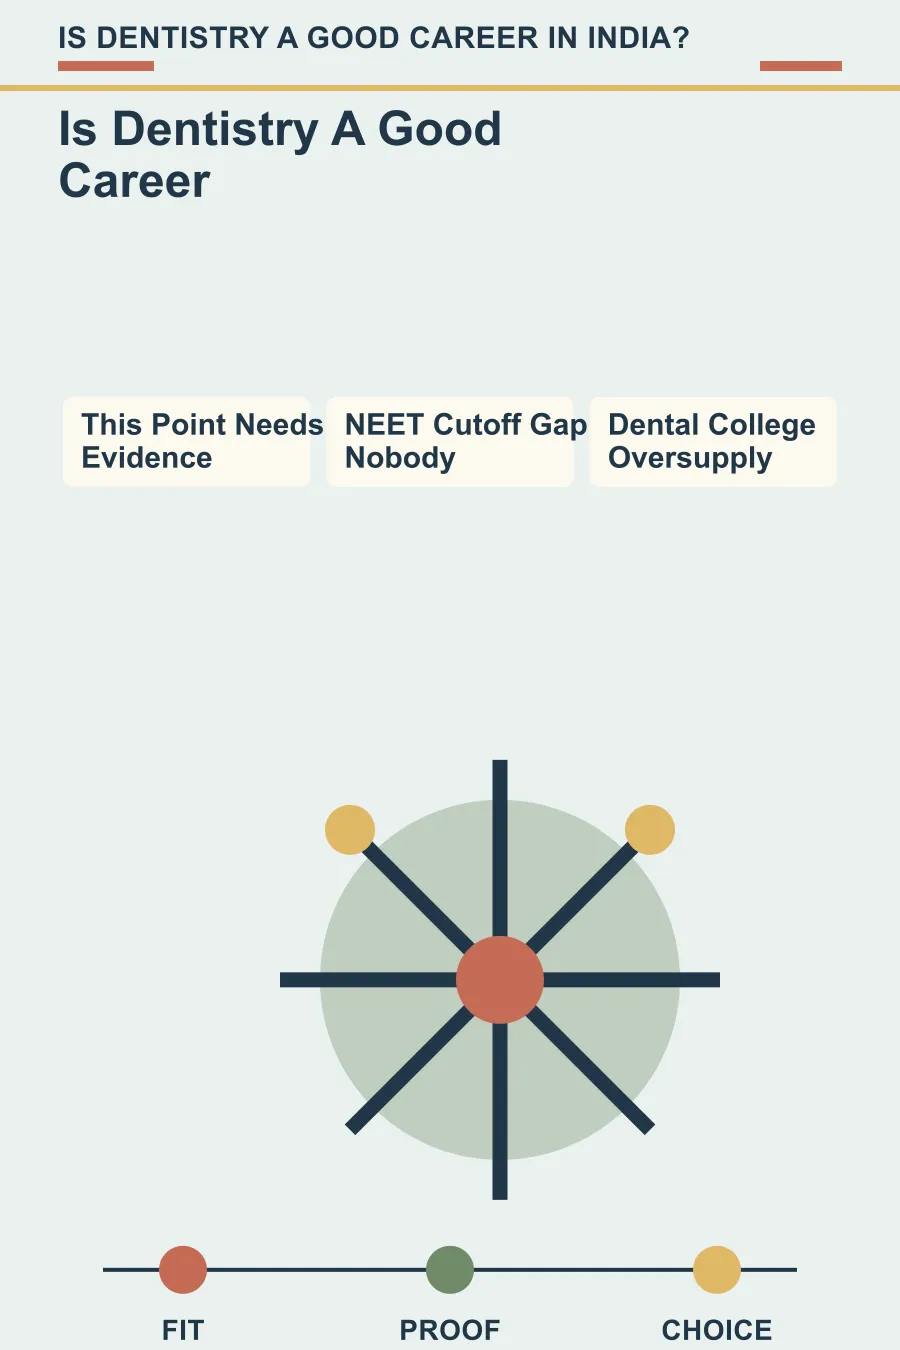 IS DENTISTRY A GOOD CAREER IN INDIA?
Is Dentistry A Good
Career
This Point Needs
Evidence
NEET Cutoff Gap
Nobody
Dental College
Oversupply
FIT
PROOF
CHOICE